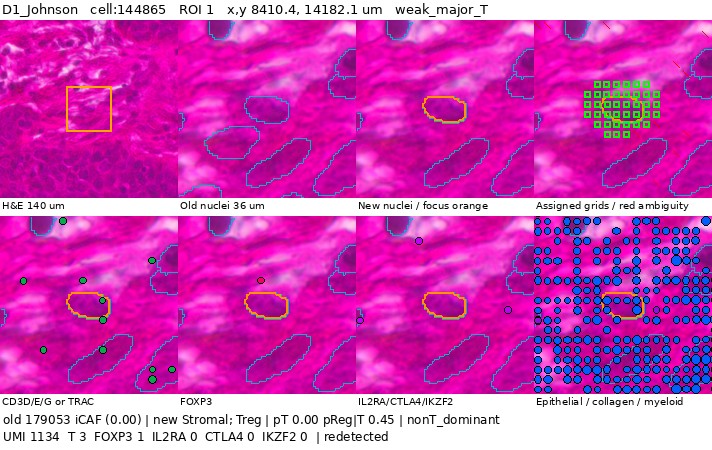 D1_Johnson cell:144865 ROI 1 x,y 8410.4, 14182.1 um weak_major_T
H&E 140 um
Old nuclei 36 um
New nuclei / focus orange
Assigned grids / red ambiguity
CD3D/E/G or TRAC
FOXP3
IL2RA/CTLA4/IKZF2
Epithelial / collagen / myeloid
old 179053 iCAF (0.00) | new Stromal; Treg | pT 0.00 pReg|T 0.45 | nonT_dominant
UMI 1134 T 3 FOXP3 1 IL2RA 0 CTLA4 0 IKZF2 0 | redetected